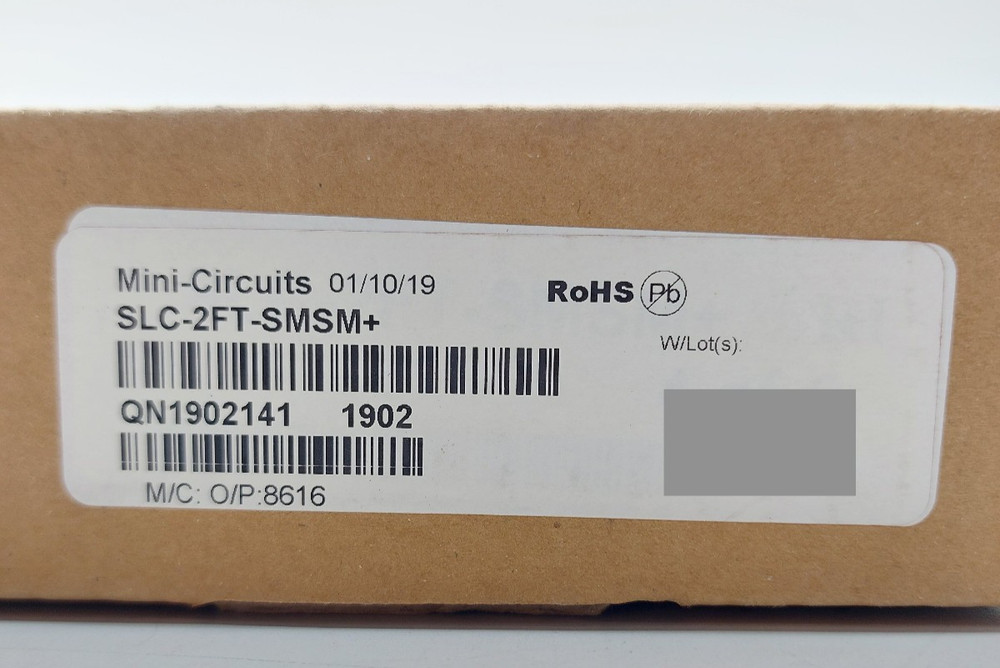 Mini-Circuits 01/10/19
SLC-2FT-SMSM+
QN1902141 1902
M/C: O/P:8616
RoHS Pb
W/Lot(s):